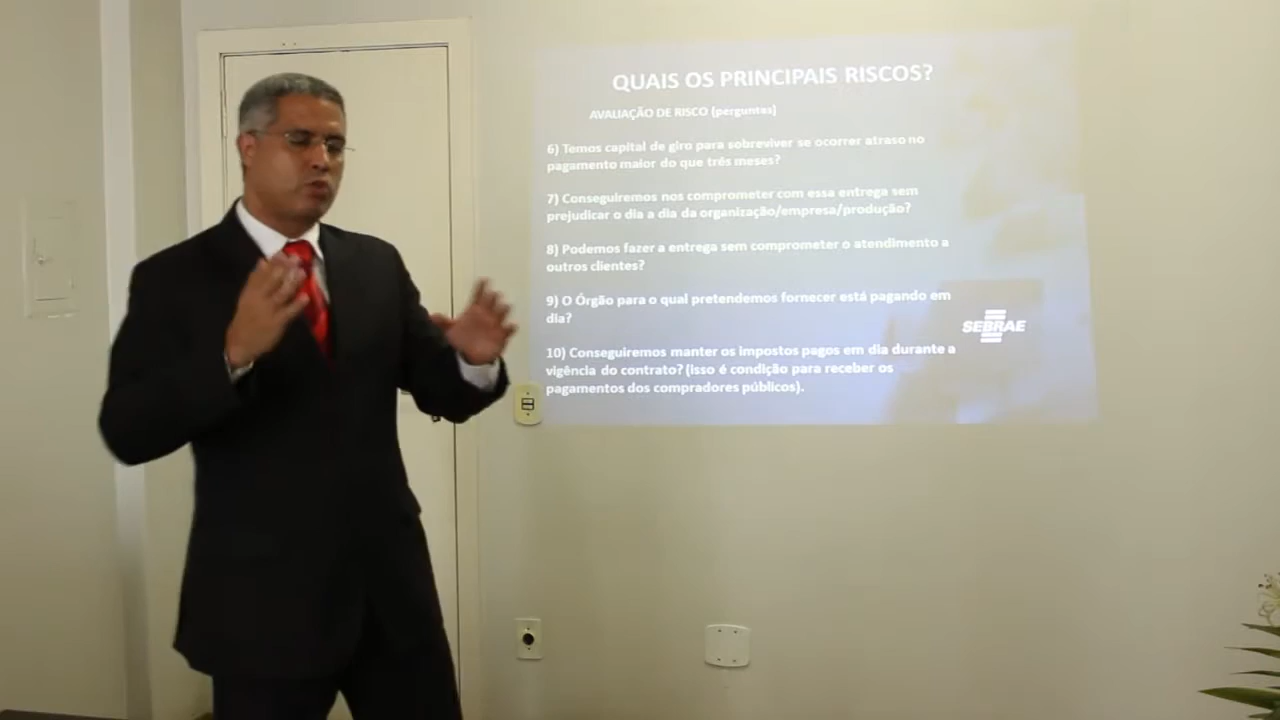 QUAIS OS PRINCIPAIS RISCOS?
AVALIAÇÃO DE RISCO (perguntas)
6) Temos capital de giro para sobreviver se ocorrer atraso no
pagamento maior do que três meses?
7) Conseguiremos nos comprometer com essa entrega sem
prejudicar o dia a dia da organização/empresa/produção?
8) Podemos fazer a entrega sem comprometer o atendimento a
outros clientes?
9) O Órgão para o qual pretendemos fornecer está pagando em
dia?
SEBRAE
10) Conseguiremos manter os impostos pagos em dia durante a
vigência do contrato? (isso é condição para receber os
pagamentos dos compradores públicos).